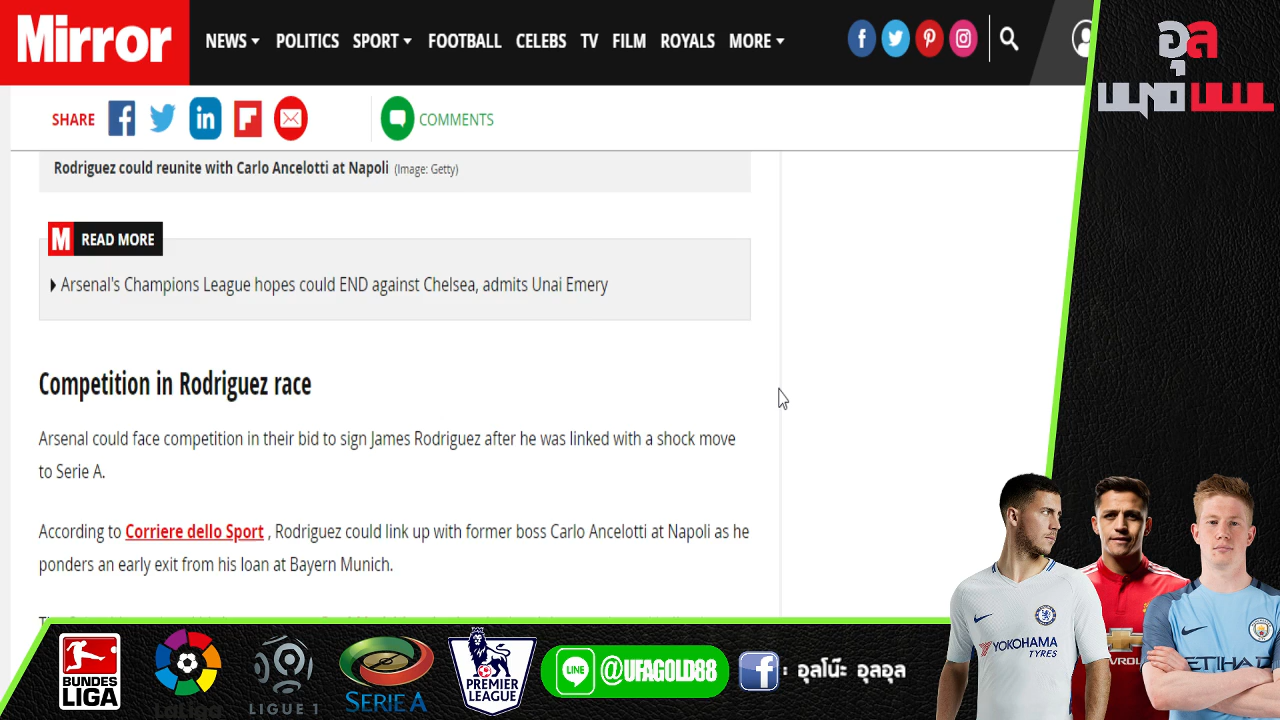 Mirror
NEWS POLITICS SPORT FOOTBALL CELEBS TV FILM ROYALS MORE
อุล
SHARE
in
COMMENTS
Rodriguez could reunite with Carlo Ancelotti at Napoli (Image: Getty)
M READ MORE
Arsenal's Champions League hopes could END against Chelsea, admits Unai Emery
Competition in Rodriguez race
Arsenal could face competition in their bid to sign James Rodriguez after he was linked with a shock move
to Serie A.
According to Corriere dello Sport , Rodriguez could link up with former boss Carlo Ancelotti at Napoli as he
ponders an early exit from his loan at Bayern Munich.
BUNDES
LIGA
LaLiga
LIGUE 1
SERIE A
PREMIER
LEAGUE
LINE
@UFAGOLD88
f : อุลโน๊ะ อุลอุล
YOKOHAMA
TYRES
ETIHAD